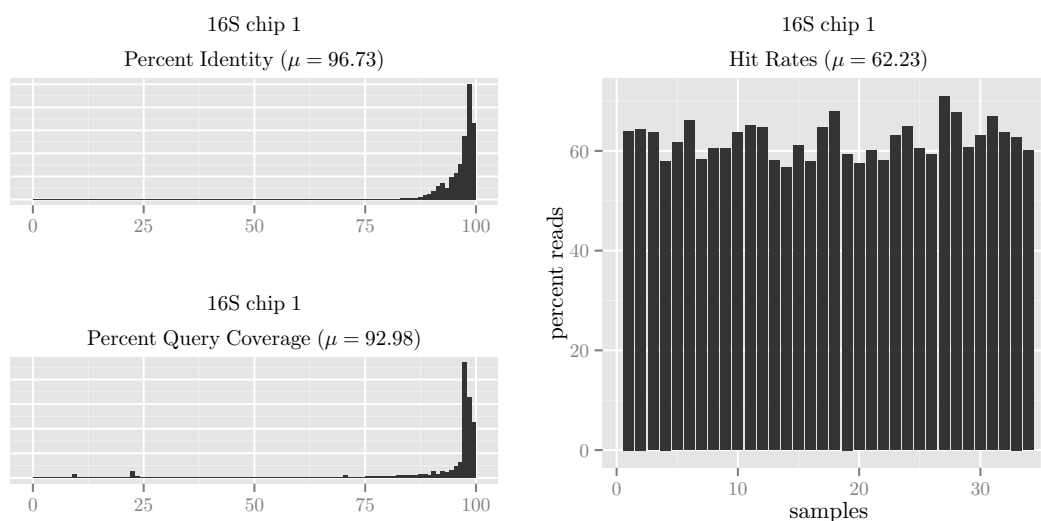 16S chip 1
Percent Identity (μ = 96.73)
0 25 50 75 100
16S chip 1
Percent Query Coverage (μ = 92.98)
0 25 50 75 100
16S chip 1
Hit Rates (μ = 62.23)
percent reads
60
40
20
0
0 10 20 30
samples